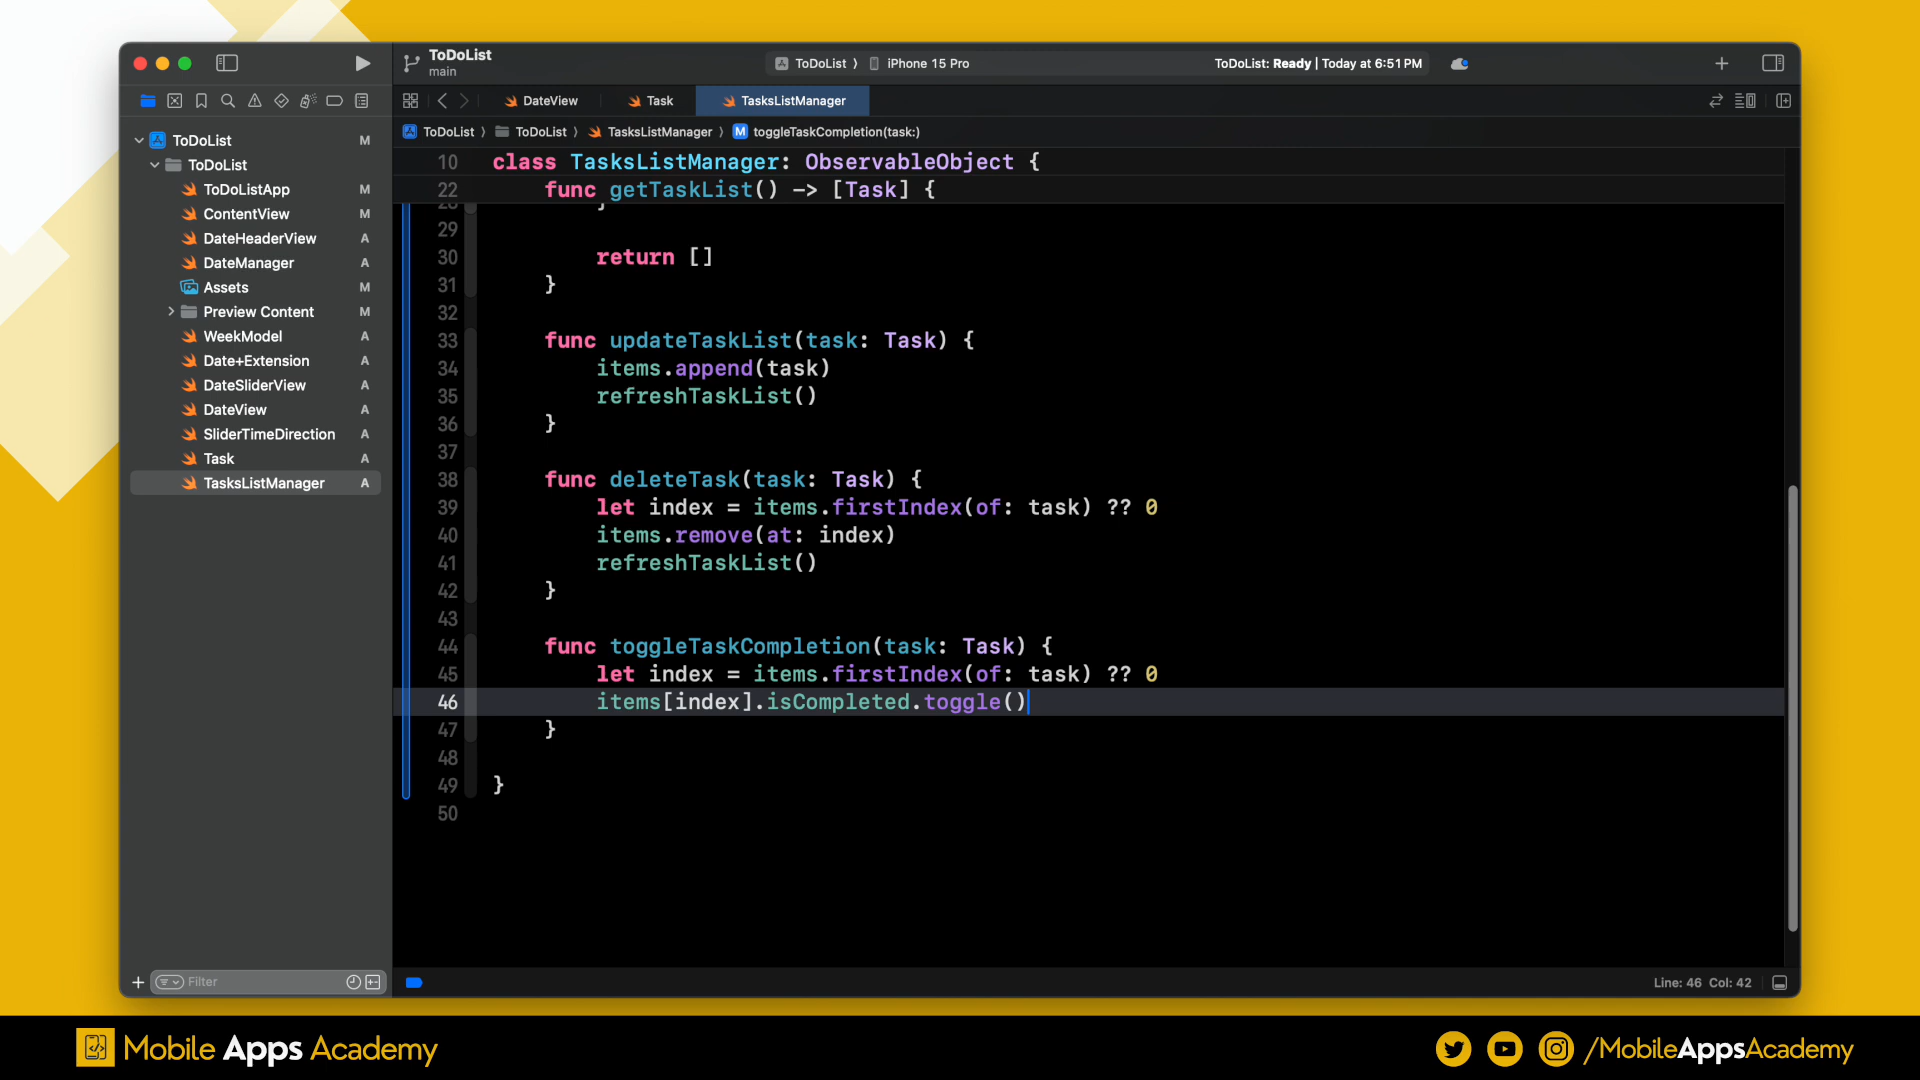 ToDoList
main
ToDoList
iPhone 15 Pro
ToDoList: Ready | Today at 6:51 PM
DateView
Task
TasksListManager
ToDoList
ToDoList
TasksListManager
M
toggleTaskCompletion(task:)
ToDoList M
ToDoList
ToDoListApp M
ContentView M
DateHeaderView A
DateManager A
Assets M
Preview Content M
WeekModel A
Date+Extension A
DateSliderView A
DateView A
SliderTimeDirection A
Task A
TasksListManager A
Filter
10 class TasksListManager: ObservableObject {
22 func getTaskList() -> [Task] {
28 }
29
30 return []
31 }
32
33 func updateTaskList(task: Task) {
34 items.append(task)
35 refreshTaskList()
36 }
37
38 func deleteTask(task: Task) {
39 let index = items.firstIndex(of: task) ?? 0
40 items.remove(at: index)
41 refreshTaskList()
42 }
43
44 func toggleTaskCompletion(task: Task) {
45 let index = items.firstIndex(of: task) ?? 0
46 items[index].isCompleted.toggle()
47 }
48
49 }
50
Line: 46 Col: 42
Mobile Apps Academy
/MobileAppsAcademy